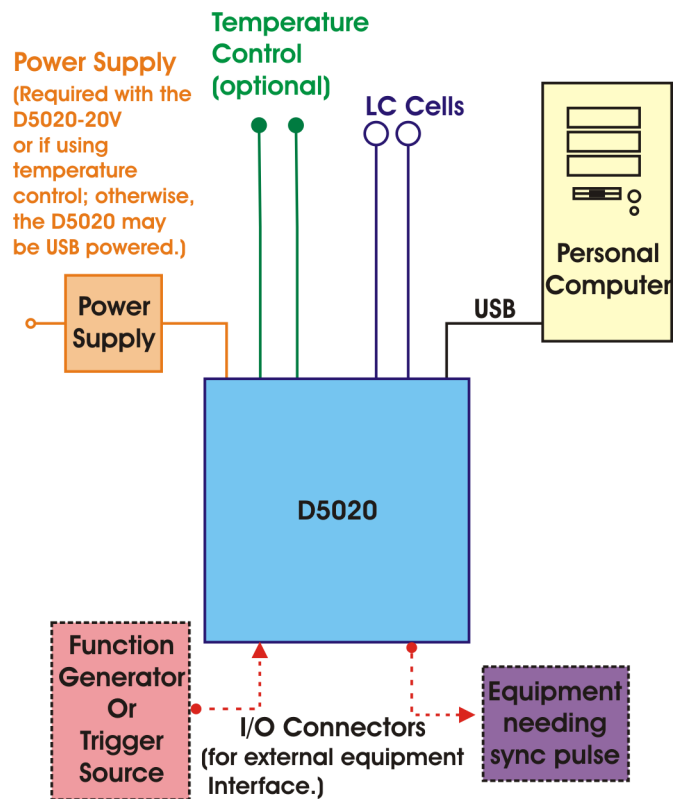 Temperature
Control
(optional)
Power Supply
(Required with the
D5020-20V
or if using
temperature
control; otherwise,
the D5020 may
be USB powered.)
LC Cells
Personal
Computer
Power
Supply
USB
D5020
Function
Generator
Or
Trigger
Source
I/O Connectors
(for external equipment
Interface.)
Equipment
needing
sync pulse